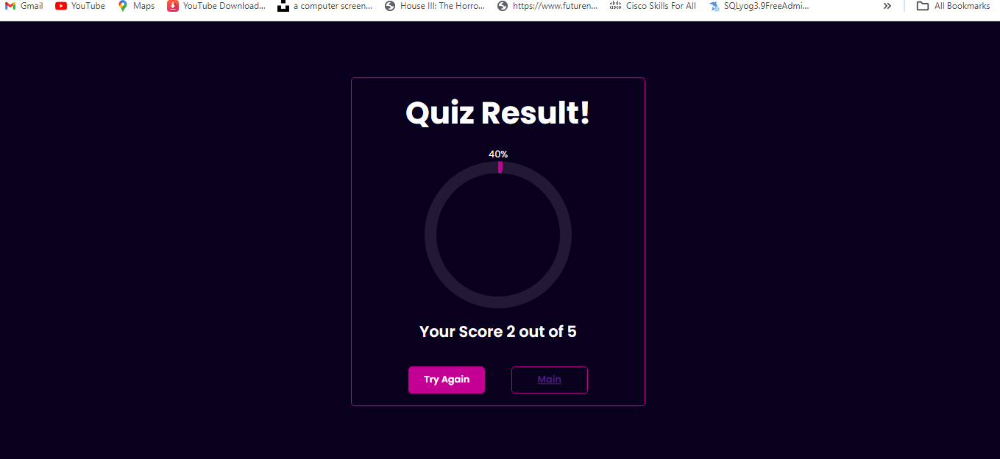 Gmail YouTube Maps YouTube Download... a computer screen... House III: The Horro... https://www.futuren... Cisco Skills For All SQLyog3.9FreeAdmi... » All Bookmarks
Quiz Result!
40%
Your Score 2 out of 5
Try Again Main